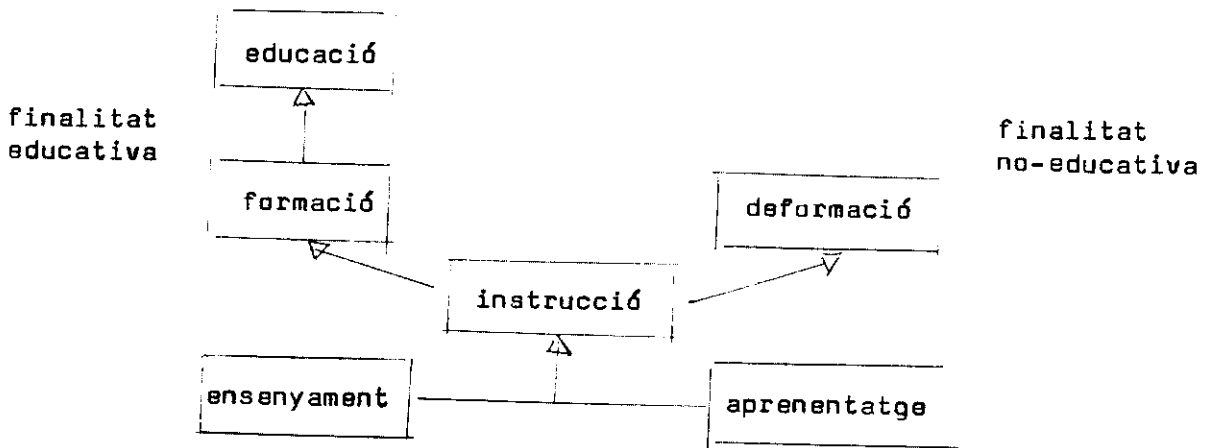 educació
finalitat
educativa
finalitat
no-educativa
formació
deformació
instrucció
ensenyament
aprenentatge